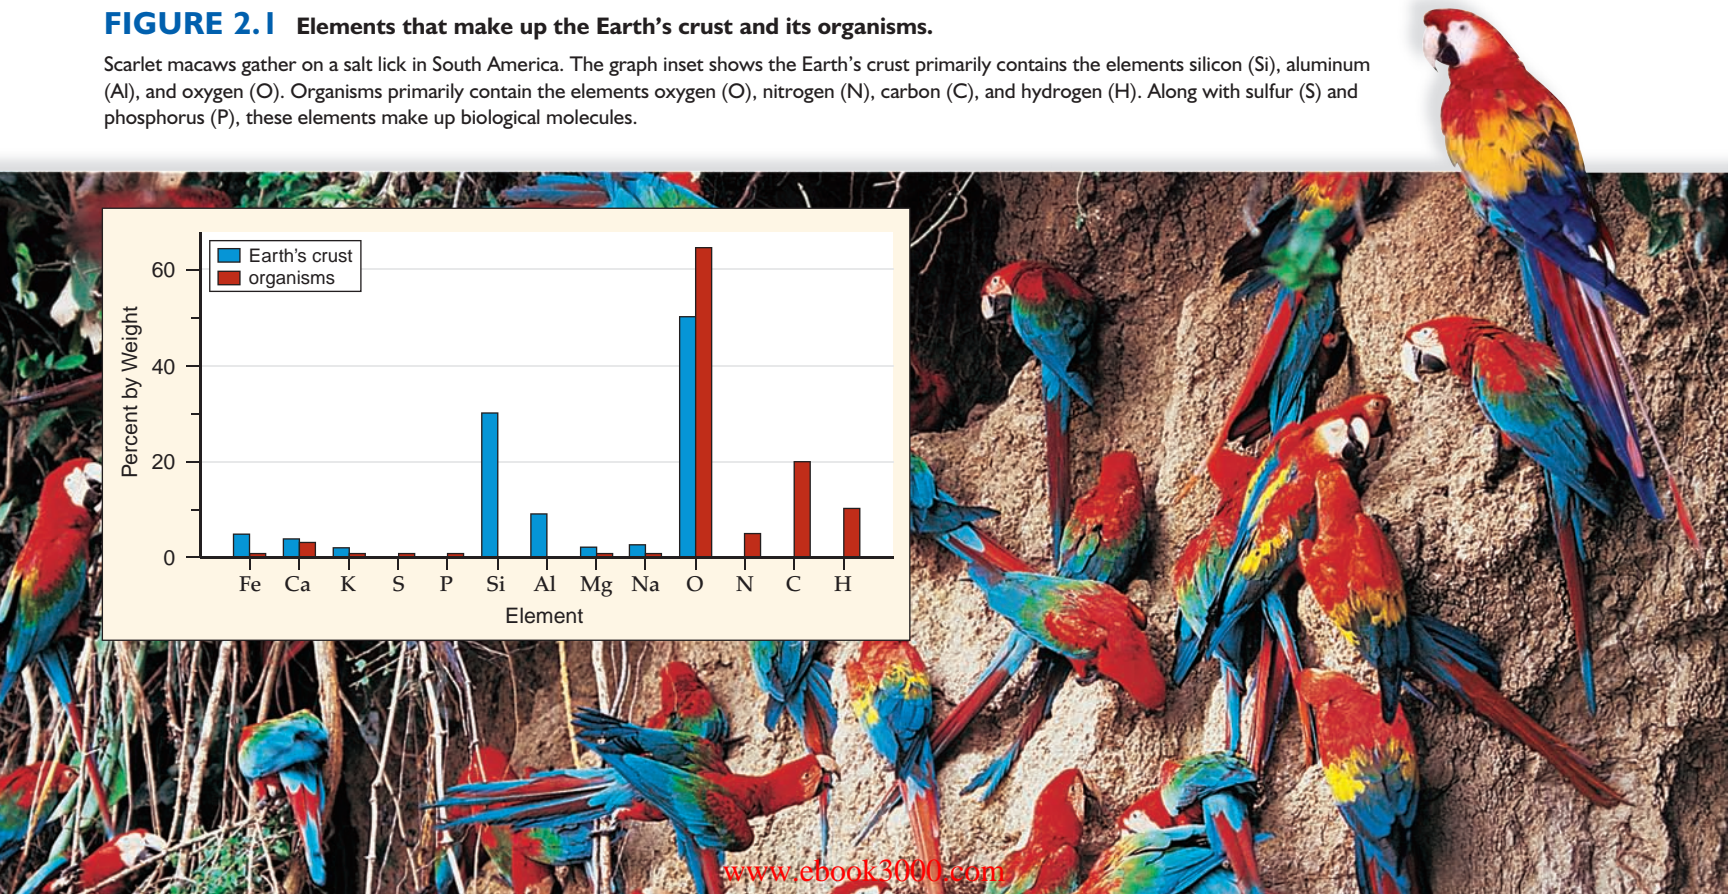 FIGURE 2.1 Elements that make up the Earth's crust and its organisms.
Scarlet macaws gather on a salt lick in South America. The graph inset shows the Earth's crust primarily contains the elements silicon (Si), aluminum
(Al), and oxygen (O). Organisms primarily contain the elements oxygen (O), nitrogen (N), carbon (C), and hydrogen (H). Along with sulfur (S) and
phosphorus (P), these elements make up biological molecules.
Earth's crust
organisms
Percent by Weight
60
40
20
0
Fe Ca K S P Si Al Mg Na O N C H
Element
www.ebook3000.com